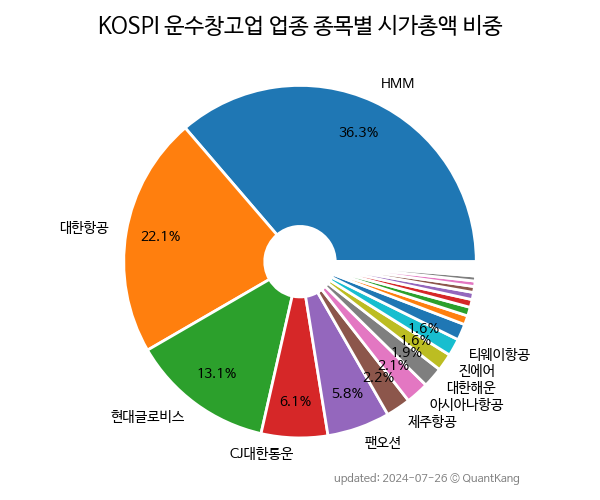 KOSPI 운수창고업 업종 종목별 시가총액 비중
HMM
36.3%
대한항공
22.1%
현대글로비스
13.1%
CJ대한통운
6.1%
팬오션
5.8%
제주항공
2.2%
아시아나항공
2.1%
대한해운
1.9%
진에어
1.6%
티웨이항공
1.6%
updated: 2024-07-26 © QuantKang